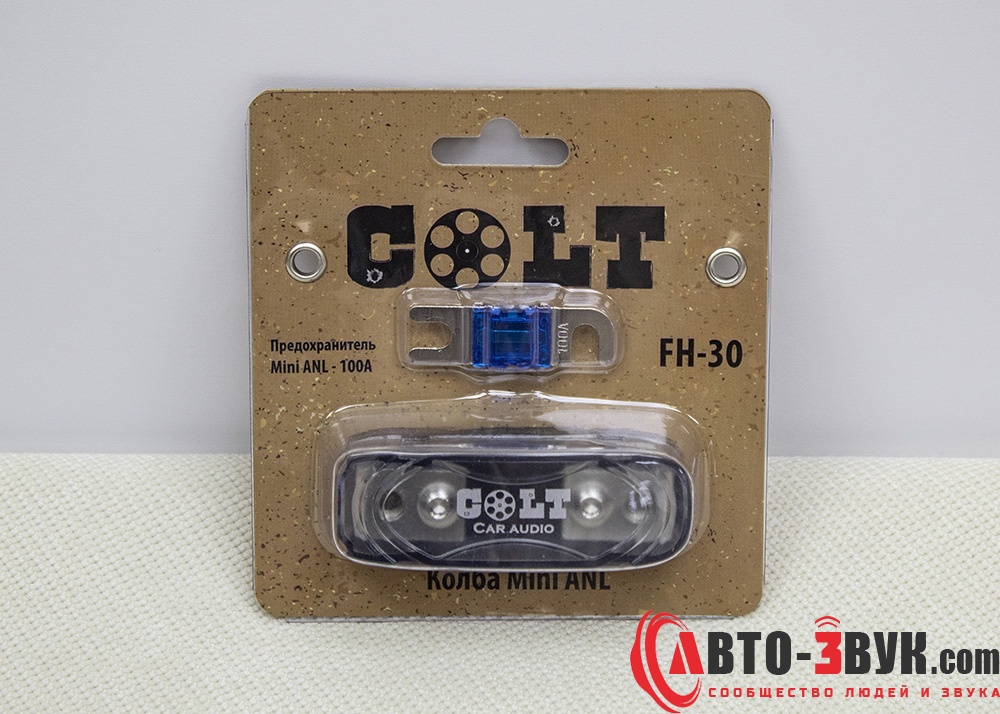 COLT
100A
Предохранитель
Mini ANL - 100A
FH-30
COLT
CAR AUDIO
Колба Mini ANL
АВТО-ЗВУК.com
СООБЩЕСТВО ЛЮДЕЙ И ЗВУКА